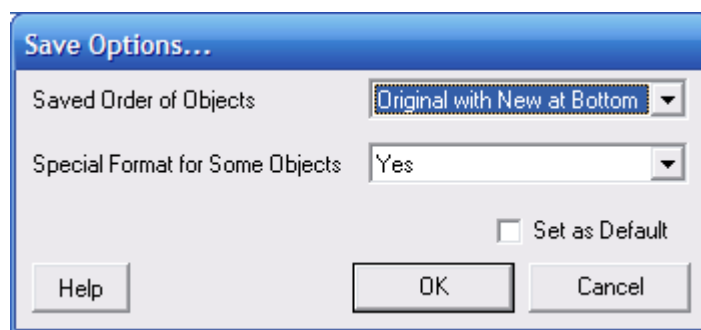 Save Options...
Saved Order of Objects Original with New at Bottom
Special Format for Some Objects Yes
Set as Default
Help OK Cancel